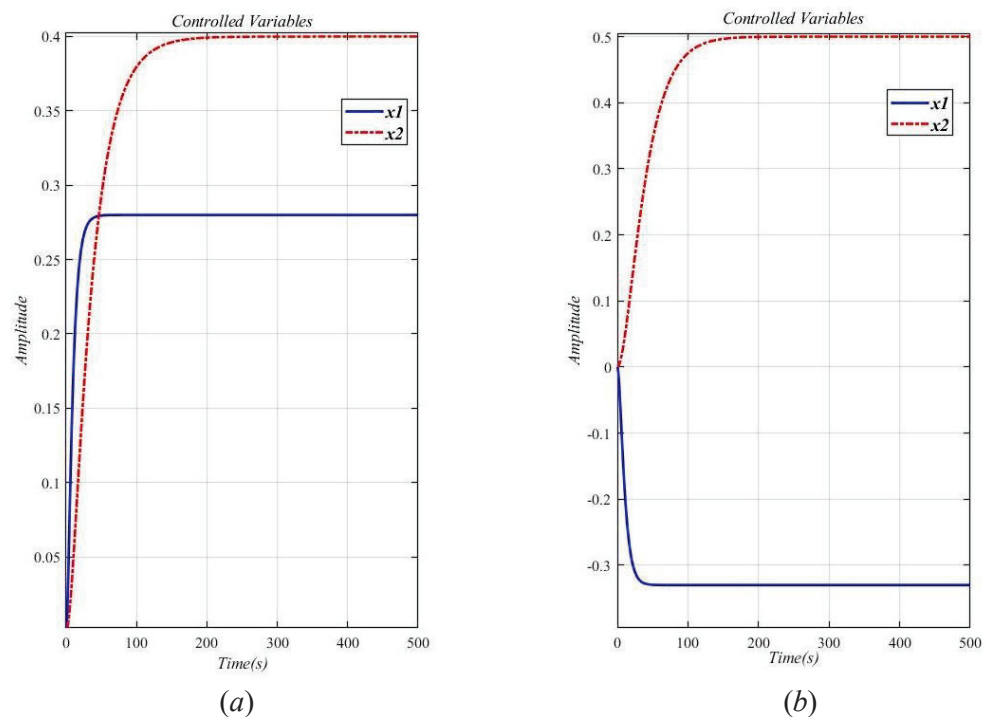 Controlled Variables
0.4
0.35
0.3
0.25
0.2
0.15
0.1
0.05
Amplitude
x1
x2
0 100 200 300 400 500
Time(s)
(a)
Controlled Variables
0.5
0.4
0.3
0.2
0.1
0
-0.1
-0.2
-0.3
Amplitude
x1
x2
0 100 200 300 400 500
Time(s)
(b)